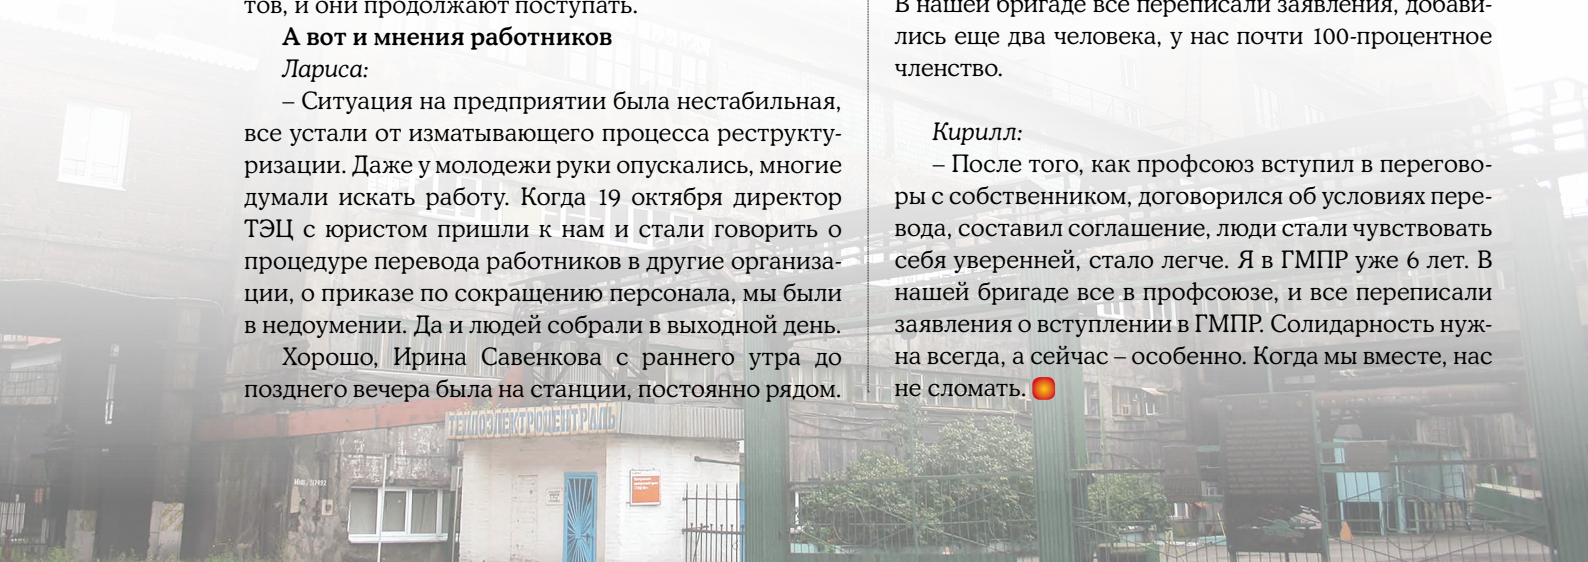 тов, и они продолжают поступать.
А вот и мнения работников
Лариса:
– Ситуация на предприятии была нестабильная,
все устали от изматывающего процесса реструкту-
ризации. Даже у молодежи руки опускались, многие
думали искать работу. Когда 19 октября директор
ТЭЦ с юристом пришли к нам и стали говорить о
процедуре перевода работников в другие организа-
ции, о приказе по сокращению персонала, мы были
в недоумении. Да и людей собрали в выходной день.
Хорошо, Ирина Савенкова с раннего утра до
позднего вечера была на станции, постоянно рядом.
В нашей бригаде все переписали заявления, добави-
лись еще два человека, у нас почти 100-процентное
членство.
Кирилл:
– После того, как профсоюз вступил в перегово-
ры с собственником, договорился об условиях пере-
вода, составил соглашение, люди стали чувствовать
себя уверенней, стало легче. Я в ГМПР уже 6 лет. В
нашей бригаде все в профсоюзе, и все переписали
заявления о вступлении в ГМПР. Солидарность нуж-
на всегда, а сейчас – особенно. Когда мы вместе, нас
не сломать.
ТЕПЛОЭЛЕКТРОЦЕНТРАЛЬ